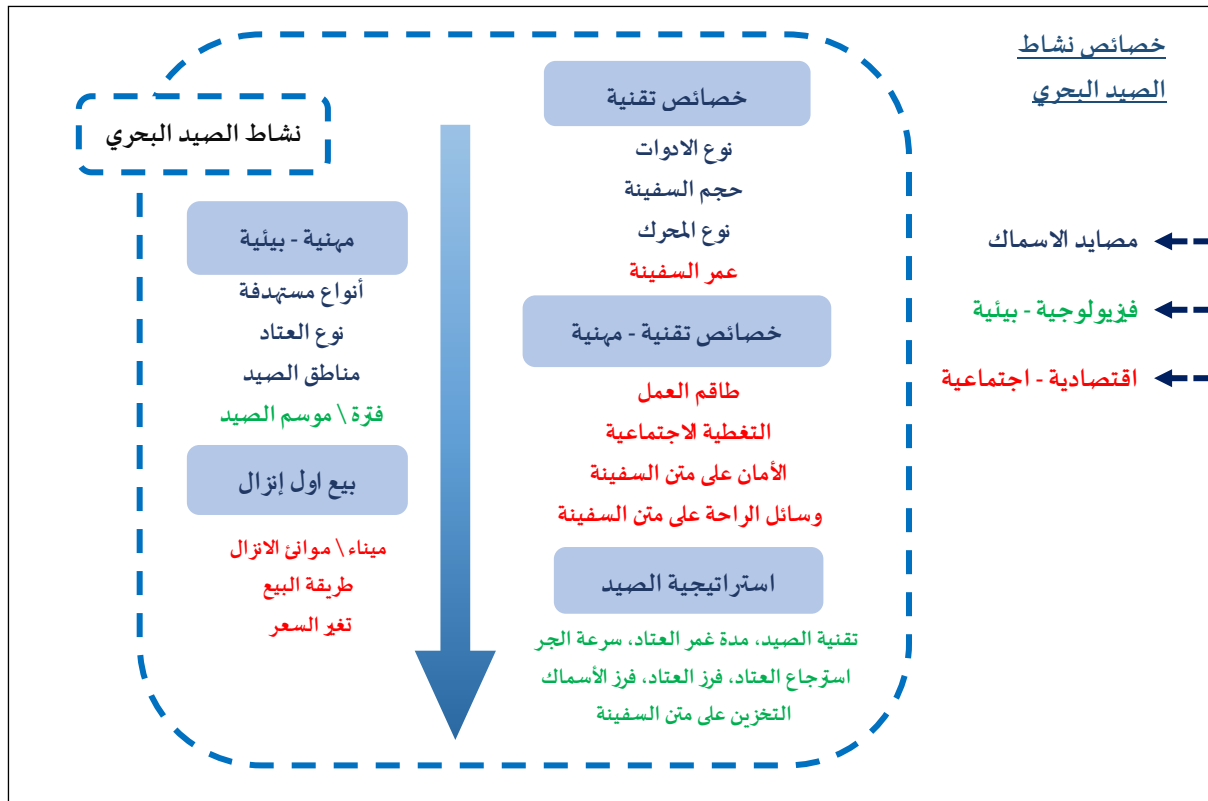 خصائص نشاط
الصيد البحري
مصايد الاسماك
فيزيولوجية - بيئية
اقتصادية - اجتماعية
خصائص تقنية
نوع الادوات
حجم السفينة
نوع المحرك
عمر السفينة
خصائص تقنية - مهنية
طاقم العمل
التغطية الاجتماعية
الأمان على متن السفينة
وسائل الراحة على متن السفينة
استراتيجية الصيد
تقنية الصيد، مدة غمر العتاد، سرعة الجر
استرجاع العتاد، فرز العتاد، فرز الأسماك
التخزين على متن السفينة
نشاط الصيد البحري
مهنية - بيئية
أنواع مستهدفة
نوع العتاد
مناطق الصيد
فترة \ موسم الصيد
بيع اول إنزال
ميناء \ موانئ الانزال
طريقة البيع
تغير السعر